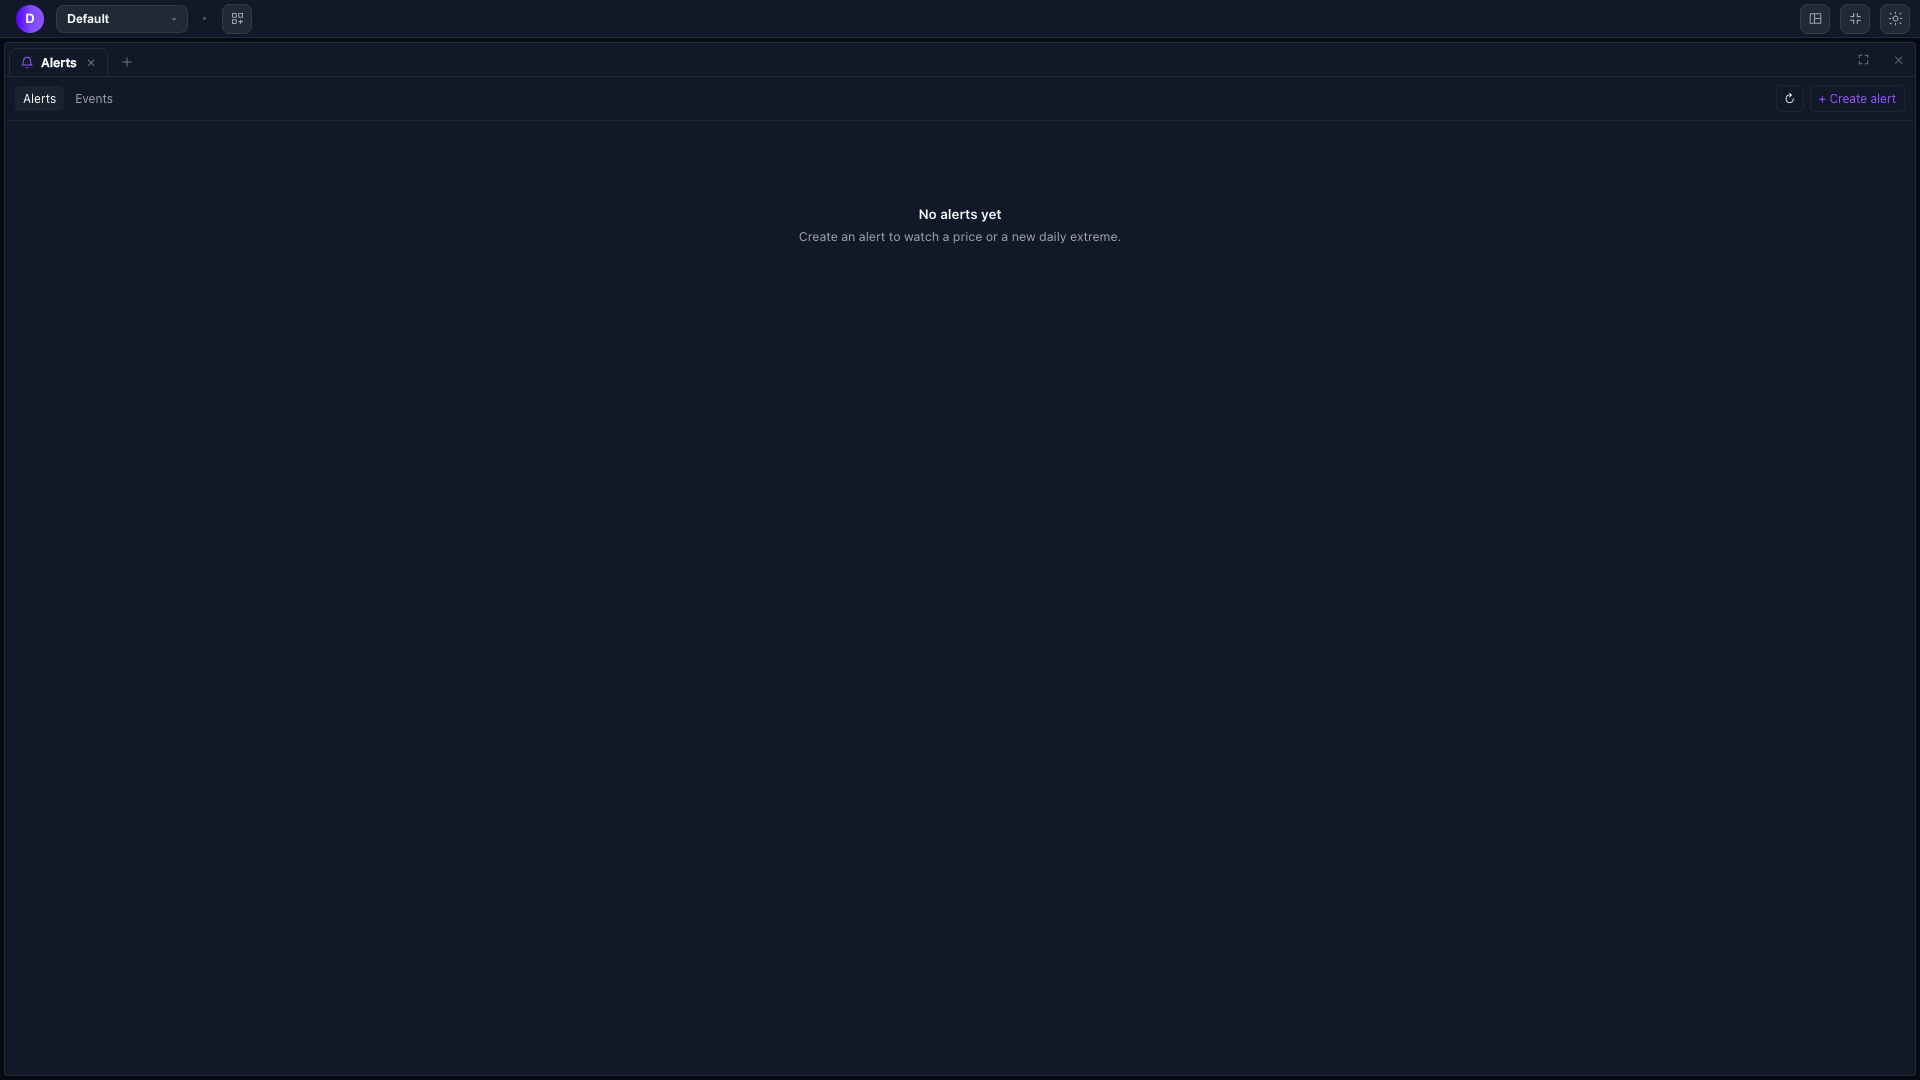 D Default
Alerts
Alerts Events + Create alert
No alerts yet
Create an alert to watch a price or a new daily extreme.